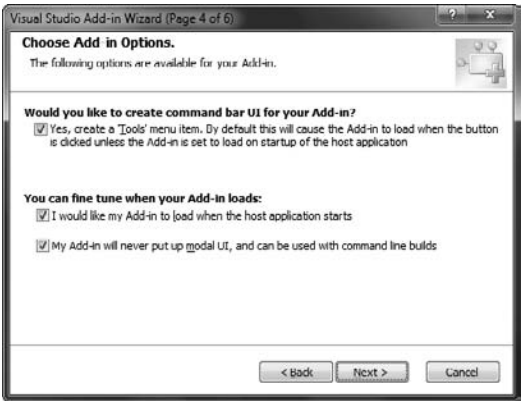 Visual Studio Add-in Wizard (Page 4 of 6)
?
X
Choose Add-in Options.
The following options are available for your Add-in.
Would you like to create command bar UI for your Add-in?
Yes, create a 'Tools' menu item. By default this will cause the Add-in to load when the button
is clicked unless the Add-in is set to load on startup of the host application
You can fine tune when your Add-in loads:
I would like my Add-in to load when the host application starts
My Add-in will never put up modal UI, and can be used with command line builds
< Back
Next >
Cancel